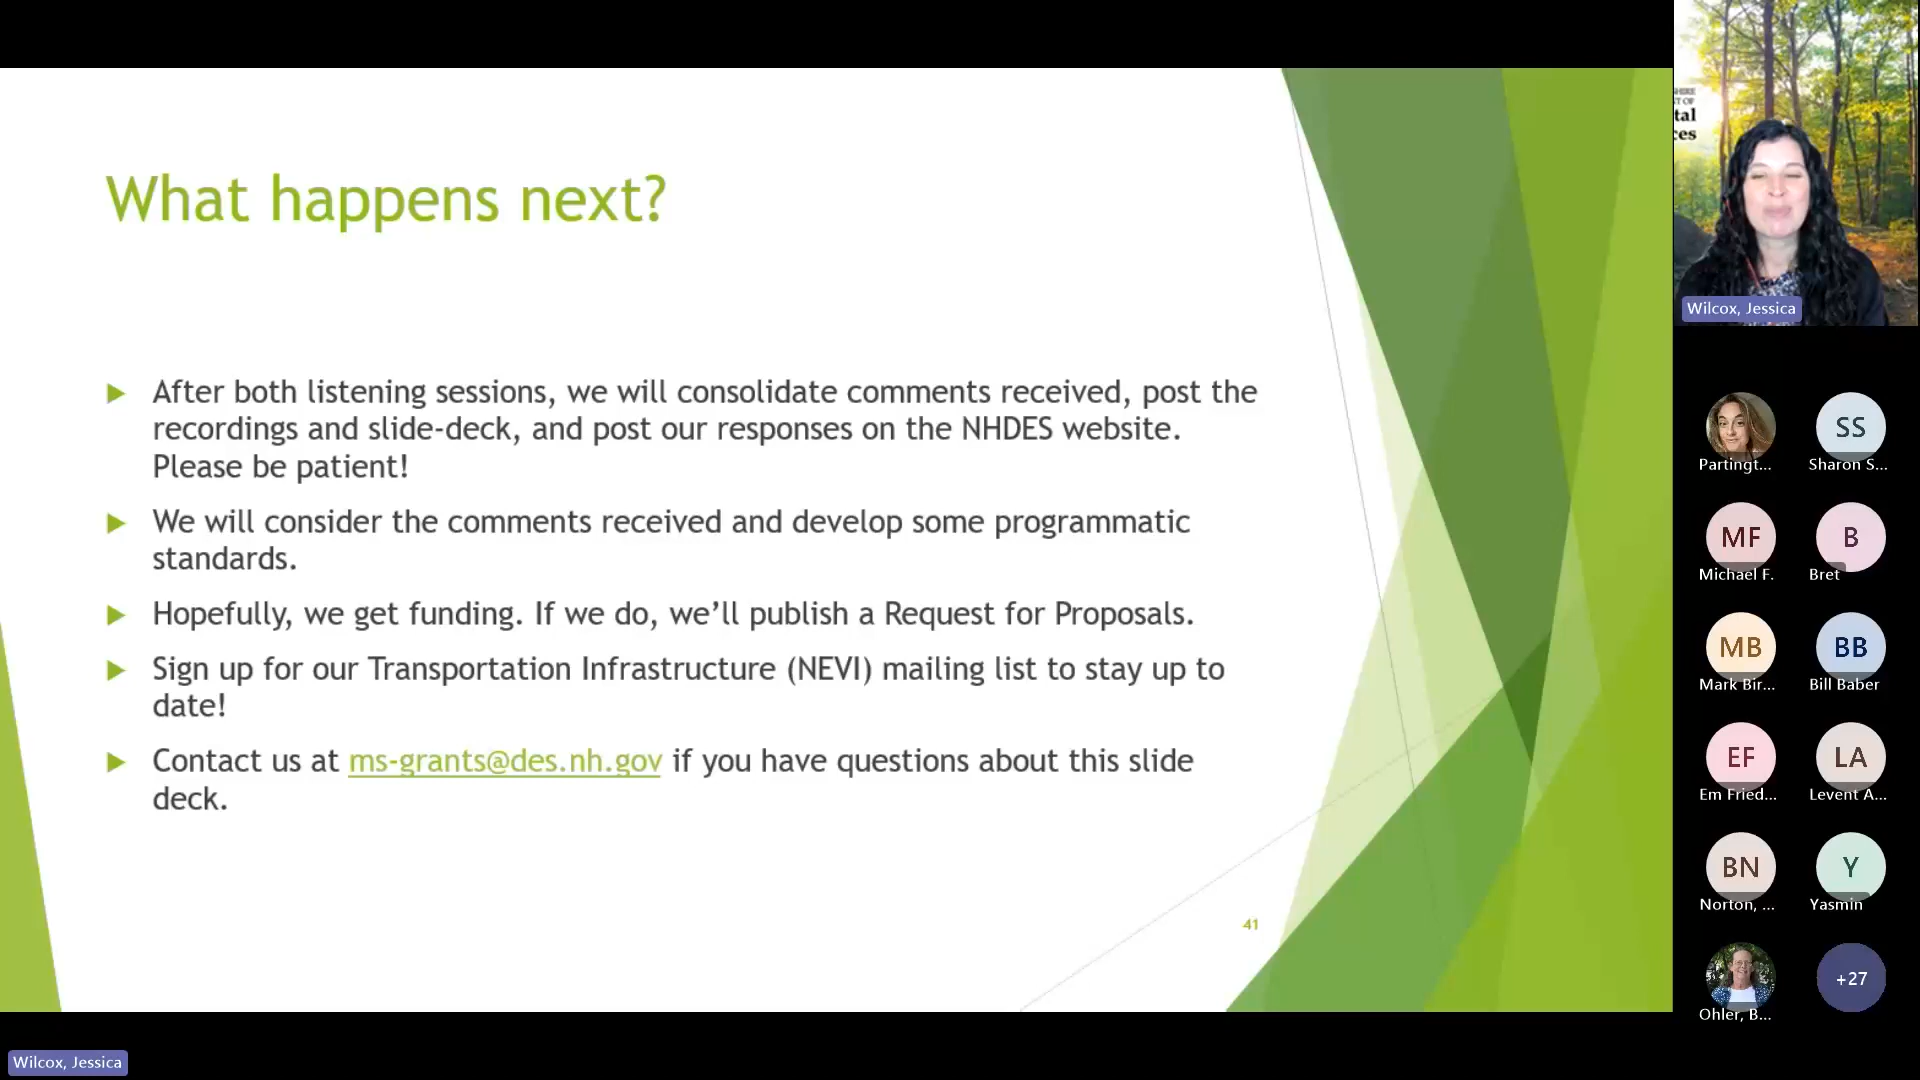 What happens next?
After both listening sessions, we will consolidate comments received, post the
recordings and slide-deck, and post our responses on the NHDES website.
Please be patient!
We will consider the comments received and develop some programmatic
standards.
Hopefully, we get funding. If we do, we’ll publish a Request for Proposals.
Sign up for our Transportation Infrastructure (NEVI) mailing list to stay up to
date!
Contact us at ms-grants@des.nh.gov if you have questions about this slide
deck.
41
Wilcox, Jessica
tal
ces
Wilcox, Jessica
Partingt...
SS
Sharon S...
MF
Michael F.
B
Bret
MB
Mark Bir...
BB
Bill Baber
EF
Em Fried...
LA
Levent A...
BN
Norton, ...
Y
Yasmin
Ohler, B...
+27